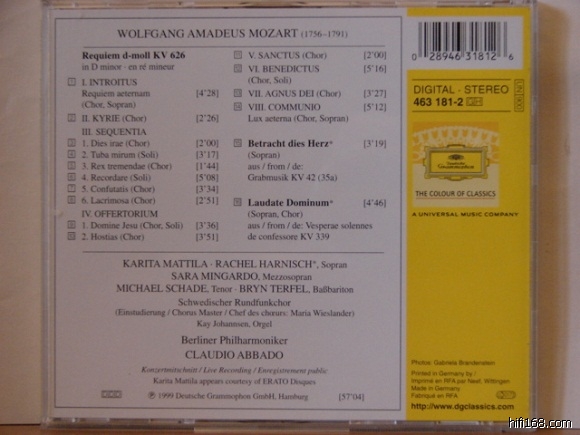 WOLFGANG AMADEUS MOZART (1756–1791)
Requiem d-moll KV 626
in D minor · en ré mineur
I. INTROITUS
Requiem aeternam [4'28]
(Chor, Sopran)
II. KYRIE (Chor) [2'26]
III. SEQUENTIA
1. Dies irae (Chor) [2'00]
2. Tuba mirum (Soli) [3'17]
3. Rex tremendae (Chor) [1'44]
4. Recordare (Soli) [5'08]
5. Confutatis (Chor) [3'34]
6. Lacrimosa (Chor) [2'51]
IV. OFFERTORIUM
1. Domine Jesu (Chor, Soli) [3'36]
2. Hostias (Chor) [3'51]
V. SANCTUS (Chor) [2'00]
VI. BENEDICTUS [5'16]
(Chor, Soli)
VII. AGNUS DEI (Chor) [3'27]
VIII. COMMUNIO [5'12]
Lux aeterna (Chor, Sopran)
Betracht dies Herz* [3'19]
(Sopran)
aus / from / de:
Grabmusik KV 42 (35a)
Laudate Dominum* [4'46]
(Sopran, Chor)
aus / from / de: Vesperae solennes
de confessore KV 339
KARITA MATTILA · RACHEL HARNISCH*, Sopran
SARA MINGARDO, Mezzosopran
MICHAEL SCHADE, Tenor · BRYN TERFEL, Baßbariton
Schwedischer Rundfunkchor
(Einstudierung / Chorus Master / Chef des chœurs: Maria Wieslander)
Kay Johannsen, Orgel
Berliner Philharmoniker
CLAUDIO ABBADO
Konzertmitschnitt / Live Recording / Enregistrement public
Karita Mattila appears courtesy of ERATO Disques
DDD ℗ 1999 Deutsche Grammophon GmbH, Hamburg [57'04]
0 28946 31812 6
DIGITAL · STEREO
463 181-2 GH
Deutsche
Grammophon
THE COLOUR OF CLASSICS
A UNIVERSAL MUSIC COMPANY
Photos: Gabriela Brandenstein
Printed in Germany by /
Imprimé en RFA par Neef, Wittingen
Made in Germany
Fabriqué en RFA
http://www.dgclassics.com
hifi168.com